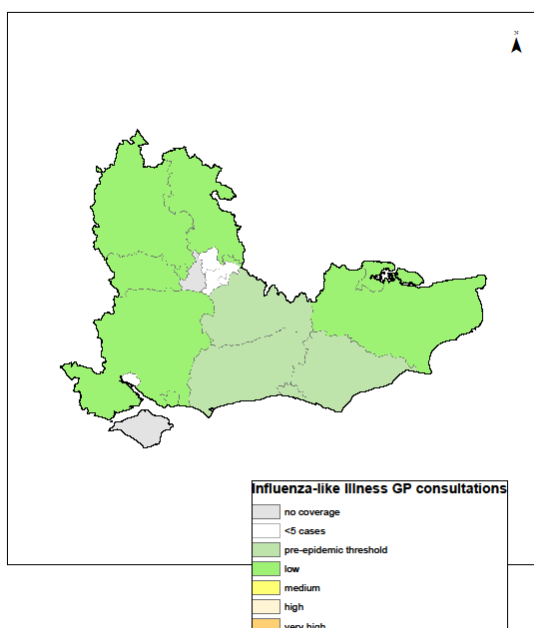 N
Influenza-like Illness GP consultations
no coverage
<5 cases
pre-epidemic threshold
low
medium
high
very high